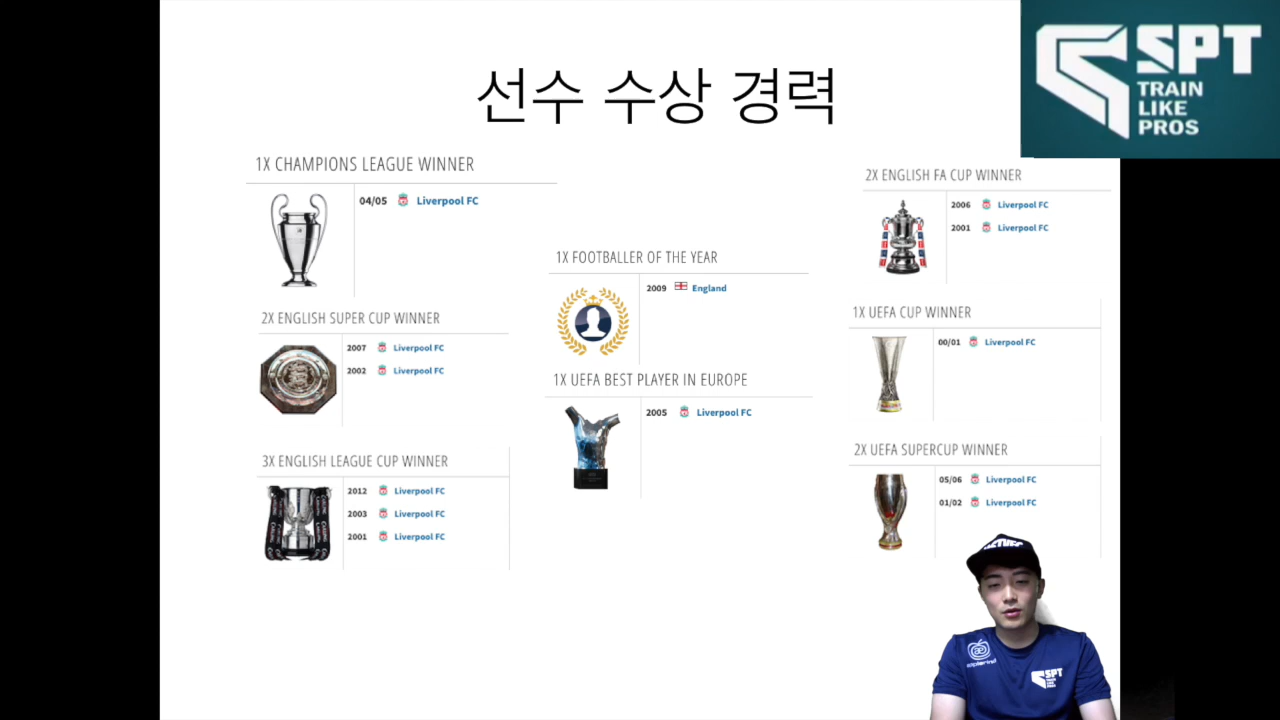 선수 수상 경력
SPT
TRAIN
LIKE
PROS
1X CHAMPIONS LEAGUE WINNER
04/05 Liverpool FC
2X ENGLISH SUPER CUP WINNER
2007 Liverpool FC
2002 Liverpool FC
3X ENGLISH LEAGUE CUP WINNER
2012 Liverpool FC
2003 Liverpool FC
2001 Liverpool FC
1X FOOTBALLER OF THE YEAR
2009 England
1X UEFA BEST PLAYER IN EUROPE
2005 Liverpool FC
2X ENGLISH FA CUP WINNER
2006 Liverpool FC
2001 Liverpool FC
1X UEFA CUP WINNER
00/01 Liverpool FC
2X UEFA SUPERCUP WINNER
05/06 Liverpool FC
01/02 Liverpool FC
SPT
TRAIN
LIKE
PROS